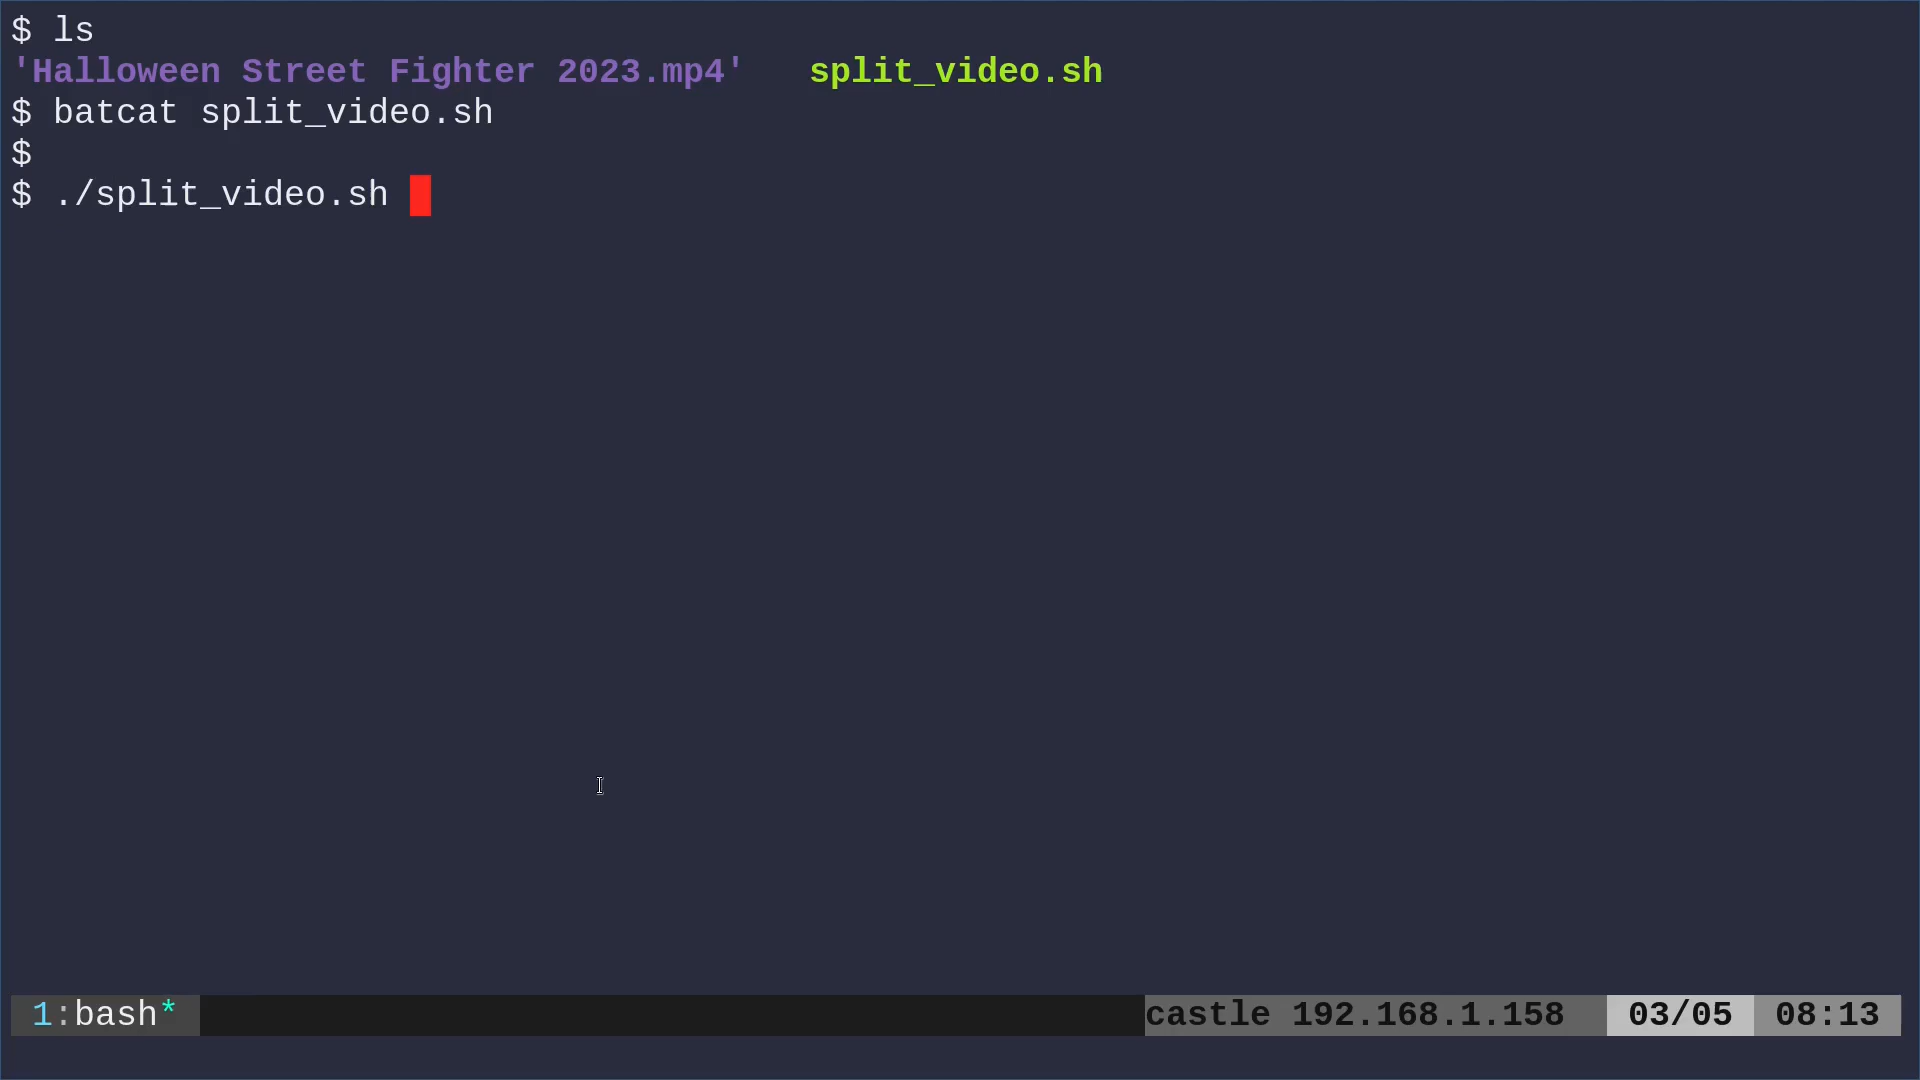 $ ls
'Halloween Street Fighter 2023.mp4'   split_video.sh
$ batcat split_video.sh
$
$ ./split_video.sh
1:bash* castle 192.168.1.158 03/05 08:13